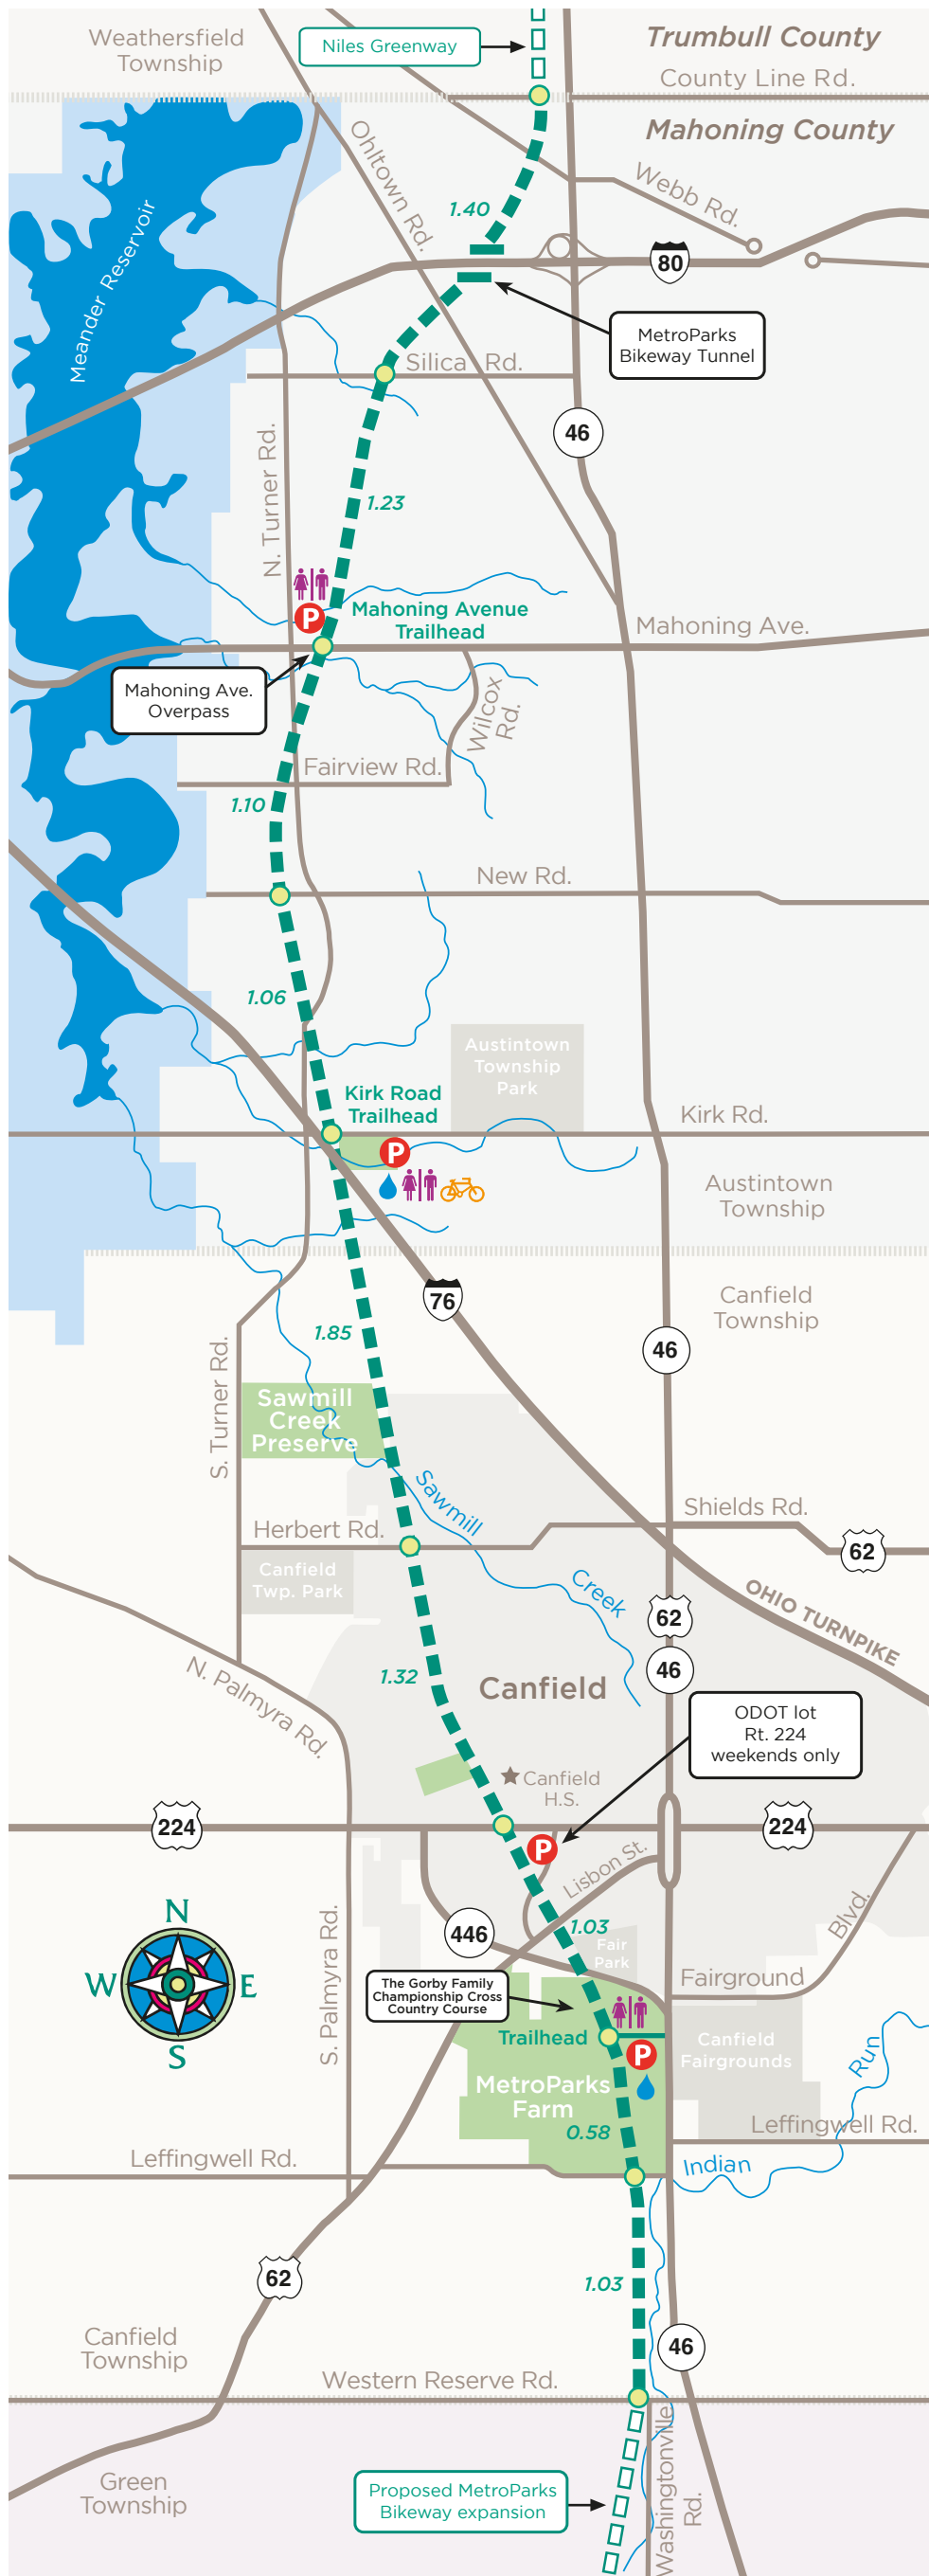 Weathersfield
Township
Niles Greenway
Trumbull County
County Line Rd.
Mahoning County
Ohltown Rd.
Webb Rd.
1.40
Meander Reservoir
80
MetroParks
Bikeway Tunnel
Silica Rd.
46
N. Turner Rd.
1.23
P
Mahoning Avenue
Trailhead
Mahoning Ave.
Mahoning Ave.
Overpass
Wilcox
Rd.
Fairview Rd.
1.10
New Rd.
1.06
Austintown
Township
Park
Kirk Road
Trailhead
Kirk Rd.
P
Austintown
Township
76
Canfield
Township
1.85
46
S. Turner Rd.
Sawmill
Creek
Preserve
Sawmill
Creek
Shields Rd.
Herbert Rd.
62
Canfield
Twp. Park
62
OHIO TURNPIKE
46
N. Palmyra Rd.
1.32
Canfield
ODOT lot
Rt. 224
weekends only
Canfield
H.S.
224
224
P
Lisbon St.
Blvd.
N
W
E
S
S. Palmyra Rd.
446
1.03
Fair
Park
Fairground
The Gorby Family
Championship Cross
Country Course
Trailhead
P
Canfield
Fairgrounds
Run
MetroParks
Farm
0.58
Leffingwell Rd.
Leffingwell Rd.
Indian
62
1.03
46
Canfield
Township
Western Reserve Rd.
Washingtonville
Rd.
Green
Township
Proposed MetroParks
Bikeway expansion